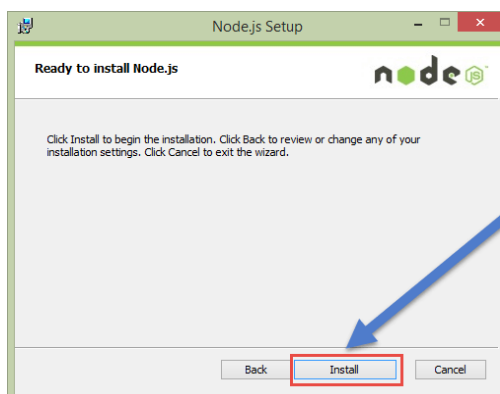 Node.js Setup
Ready to install Node.js
node
JS
Click Install to begin the installation. Click Back to review or change any of your
installation settings. Click Cancel to exit the wizard.
Back Install Cancel